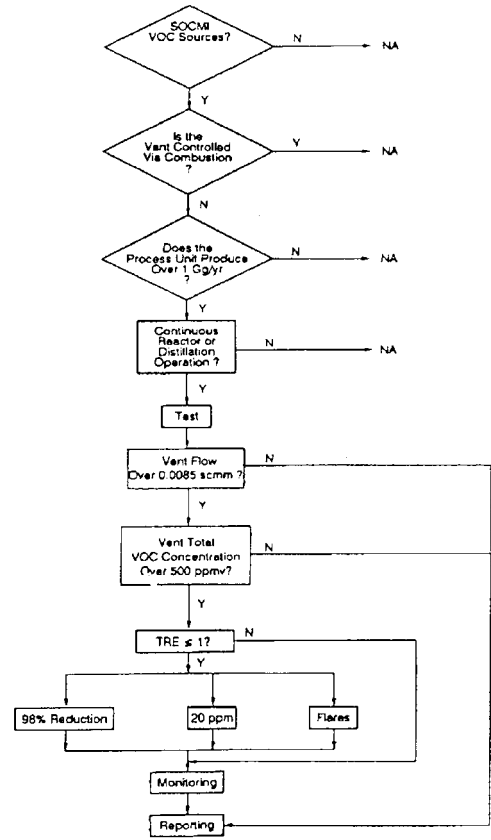 SOCMI
VOC Sources?
N
NA
Y
Is the
Vent Controlled
Via Combustion
?
Y
NA
N
Does the
Process Unit Produce
Over 1 Gg/yr
?
N
NA
Y
Continuous
Reactor or
Distillation
Operation ?
N
NA
Y
Test
Vent Flow
Over 0.0085 scmm ?
N
Y
Vent Total
VOC Concentration
Over 500 ppmv?
N
Y
TRE ≤ 1?
N
Y
98% Reduction
20 ppm
Flares
Monitoring
Reporting